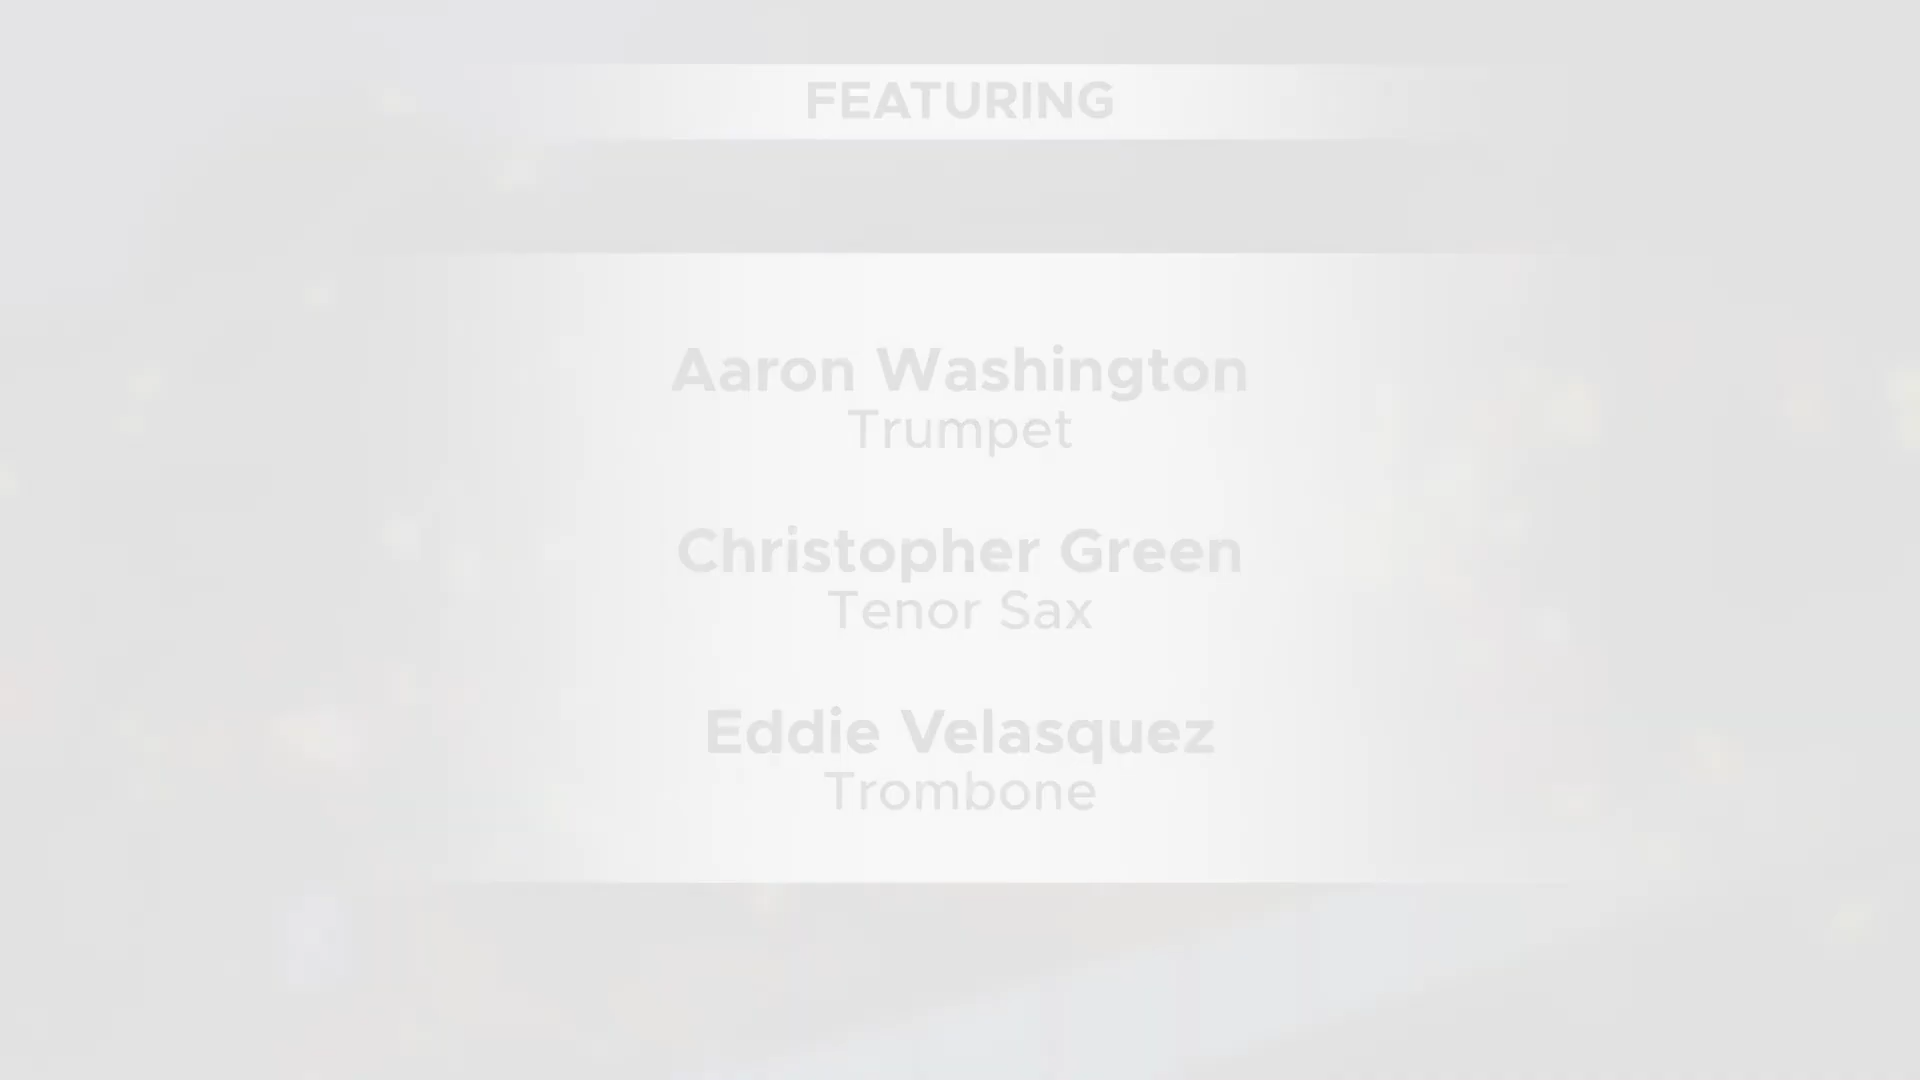 FEATURING
Aaron Washington
Trumpet
Christopher Green
Tenor Sax
Eddie Velasquez
Trombone